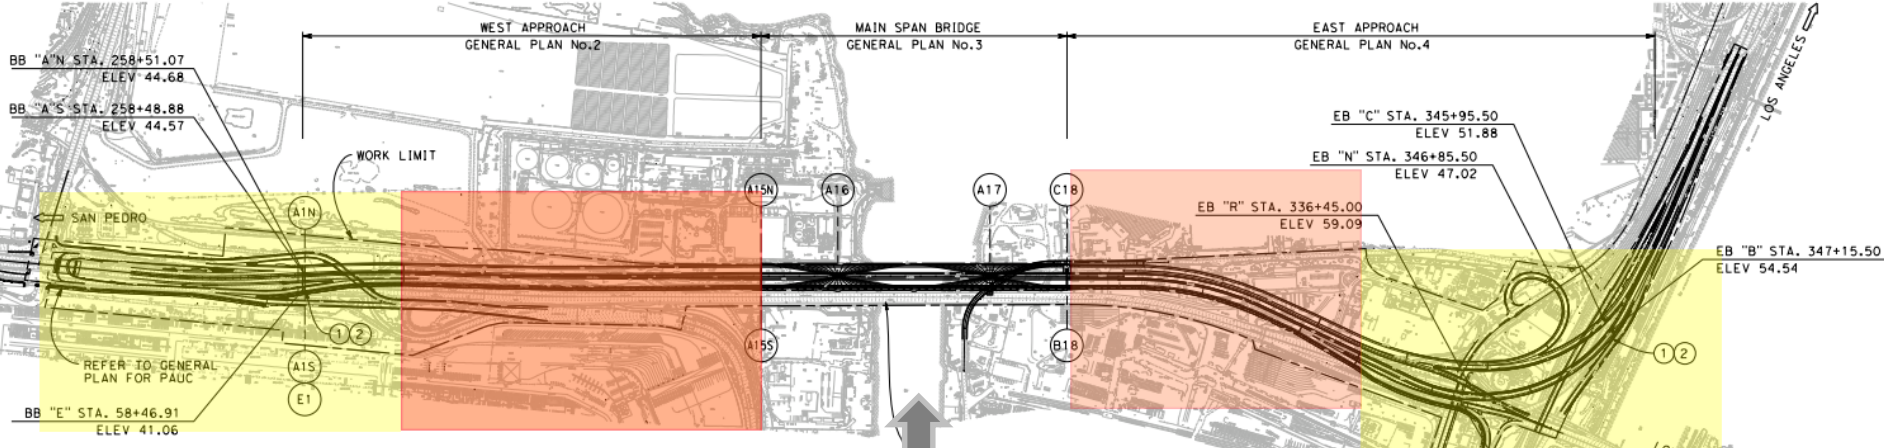 WEST APPROACH
GENERAL PLAN No.2
MAIN SPAN BRIDGE
GENERAL PLAN No.3
EAST APPROACH
GENERAL PLAN No.4
LOS ANGELES
BB "A"N STA. 258+51.07
ELEV 44.68
BB "A"S STA. 258+48.88
ELEV 44.57
WORK LIMIT
EB "C" STA. 345+95.50
ELEV 51.88
EB "N" STA. 346+85.50
ELEV 47.02
A15N
A16
A17
C18
SAN PEDRO
A1N
EB "R" STA. 336+45.00
ELEV 59.09
EB "B" STA. 347+15.50
ELEV 54.54
1 2
A15S
B18
1 2
REFER TO GENERAL
PLAN FOR PAUC
A1S
E1
BB "E" STA. 58+46.91
ELEV 41.06